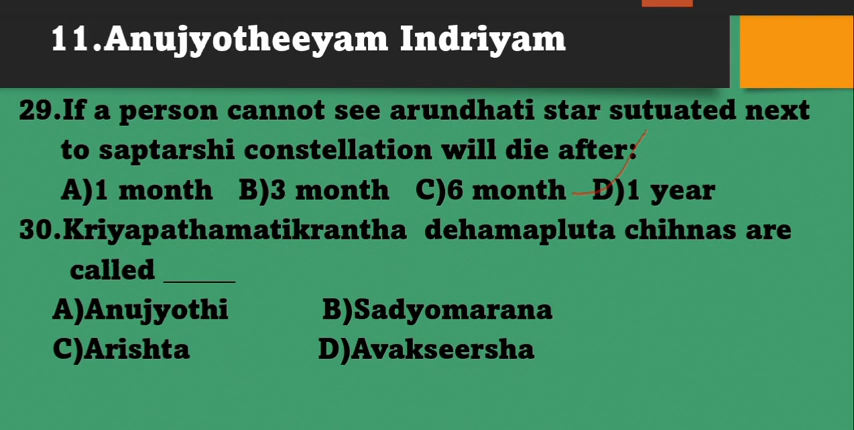 11.Anujyotheeyam Indriyam
29.If a person cannot see arundhati star sutuated next
to saptarshi constellation will die after:
A)1 month B)3 month C)6 month D)1 year
30.Kriyapathamatikrantha dehamapluta chihnas are
called _____
A)Anujyothi B)Sadyomarana
C)Arishta D)Avakseersha